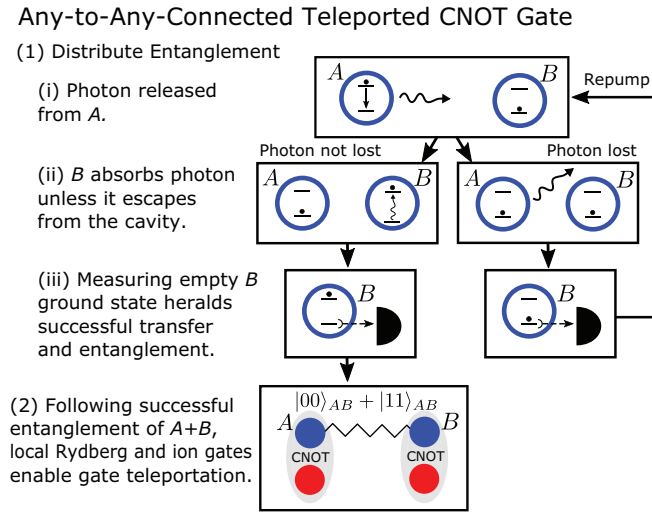 Any-to-Any-Connected Teleported CNOT Gate
(1) Distribute Entanglement
(i) Photon released
from A.
A
B
Repump
Photon not lost
Photon lost
(ii) B absorbs photon
unless it escapes
from the cavity.
A
B
A
B
(iii) Measuring empty B
ground state heralds
successful transfer
and entanglement.
B
B
(2) Following successful
entanglement of A+B,
local Rydberg and ion gates
enable gate teleportation.
|00⟩AB + |11⟩AB
A
B
CNOT
CNOT